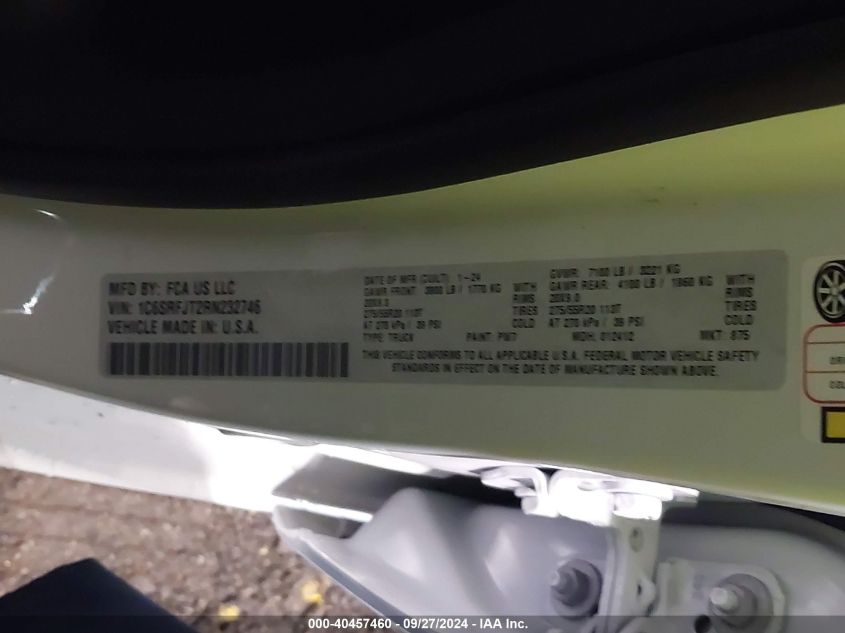 MFD BY: FCA US LLC
VIN: 1C6SRFJT2RN232746
VEHICLE MADE IN: U.S.A.
DATE OF MFR (CUILT) 1-24
GAWR FRONT: 3900 LB / 1770 KG WITH
20X9.0 RIMS
275/55R20 113T TIRES
AT 270 kPa / 39 PSI COLD
TYPE: TRUCK PAINT: PW7
GVWR: 7100 LB / 3221 KG
GAWR REAR: 4100 LB / 1860 KG WITH
20X9.0 RIMS
275/55R20 113T TIRES
AT 270 kPa / 39 PSI COLD
MDH: 012412 MKT: 875
THIS VEHICLE CONFORMS TO ALL APPLICABLE U.S.A. FEDERAL MOTOR VEHICLE SAFETY
STANDARDS IN EFFECT ON THE DATE OF MANUFACTURE SHOWN ABOVE.
000-40457460 - 09/27/2024 - IAA Inc.